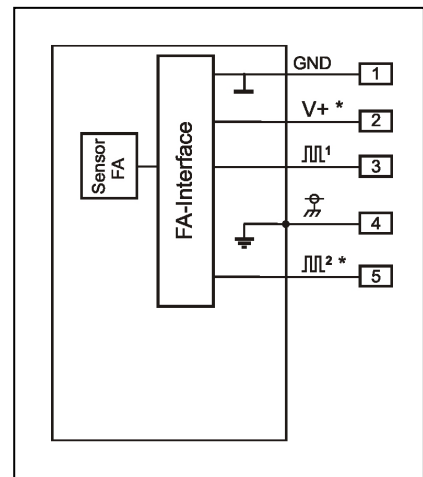 GND 1
V+ * 2
1 3
4
2 * 5
Sensor
FA
FA-Interface